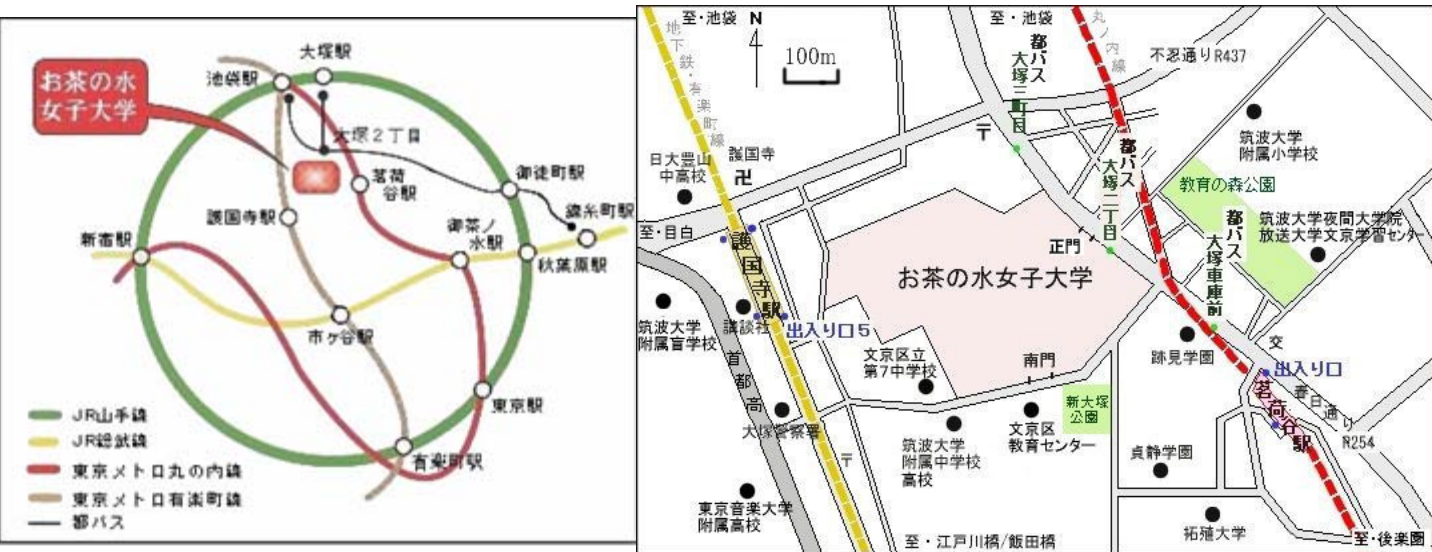 大塚駅
池袋駅
お茶の水
女子大学
大塚2丁目
茗荷
谷駅
御徒町駅
錦糸町駅
護国寺駅
御茶ノ
水駅
新宿駅
秋葉原駅
市ヶ谷駅
東京駅
有楽町駅
JR山手線
JR総武線
東京メトロ丸の内線
東京メトロ有楽町線
都バス
至・池袋
N
100m
地下鉄・有楽町線
至・池袋
丸ノ内線
都バス
大塚三町目
不忍通りR437
〒
筑波大学
附属小学校
日大豊山
中高校
護国寺
卍
都バス
大塚二丁目
教育の森公園
都バス
大塚車庫前
筑波大学夜間大学院
放送大学文京学習センター
至・目白
正門
護国寺駅
お茶の水女子大学
筑波大学
附属盲学校
講談社
出入り口5
首都高
文京区立
第7中学校
南門
跡見学園
交
出入り口
茗荷谷駅
春日通り
R254
新大塚
公園
大塚警察署
〒
筑波大学
附属中学校
高校
文京区
教育センター
貞静学園
東京音楽大学
附属高校
拓殖大学
至・江戸川橋/飯田橋
至・後楽園